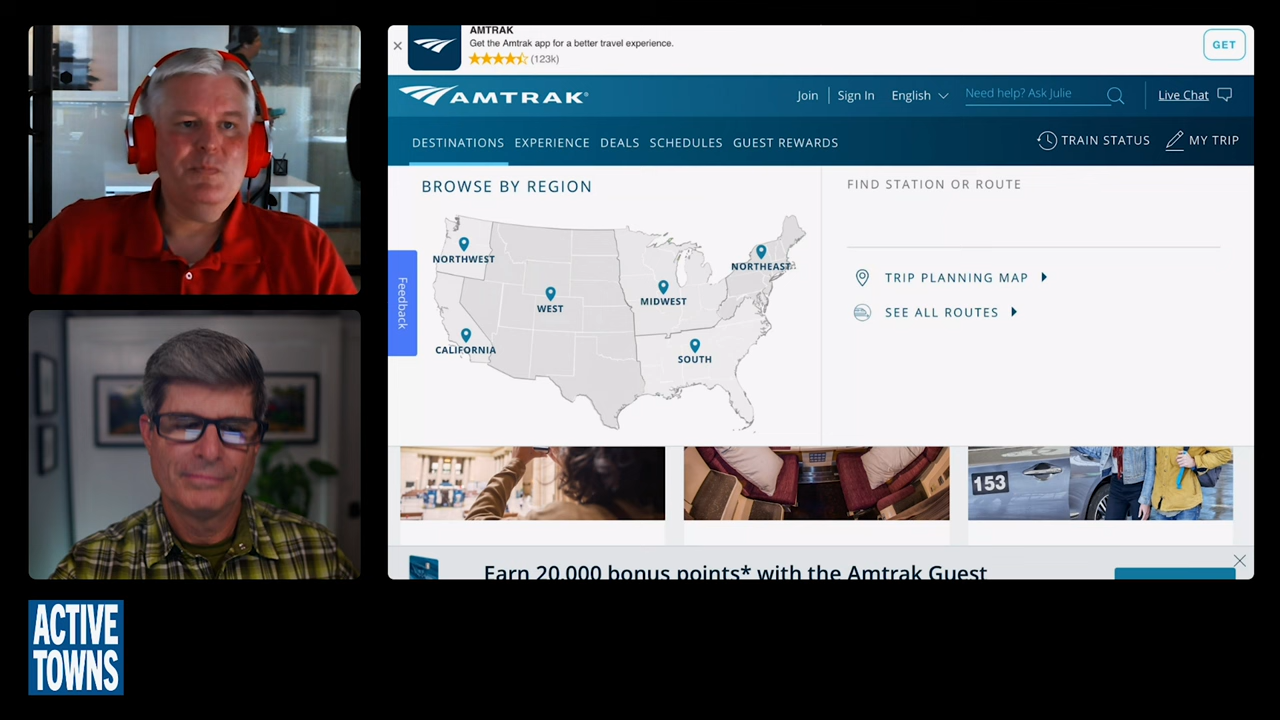 AMTRAK
Get the Amtrak app for a better travel experience.
(123k)
GET
AMTRAK
Join
Sign In
English
Need help? Ask Julie
Live Chat
DESTINATIONS
EXPERIENCE
DEALS
SCHEDULES
GUEST REWARDS
TRAIN STATUS
MY TRIP
BROWSE BY REGION
NORTHWEST
WEST
CALIFORNIA
MIDWEST
NORTHEAST
SOUTH
FIND STATION OR ROUTE
TRIP PLANNING MAP
SEE ALL ROUTES
Feedback
153
Earn 20,000 bonus points* with the Amtrak Guest
ACTIVE
TOWNS